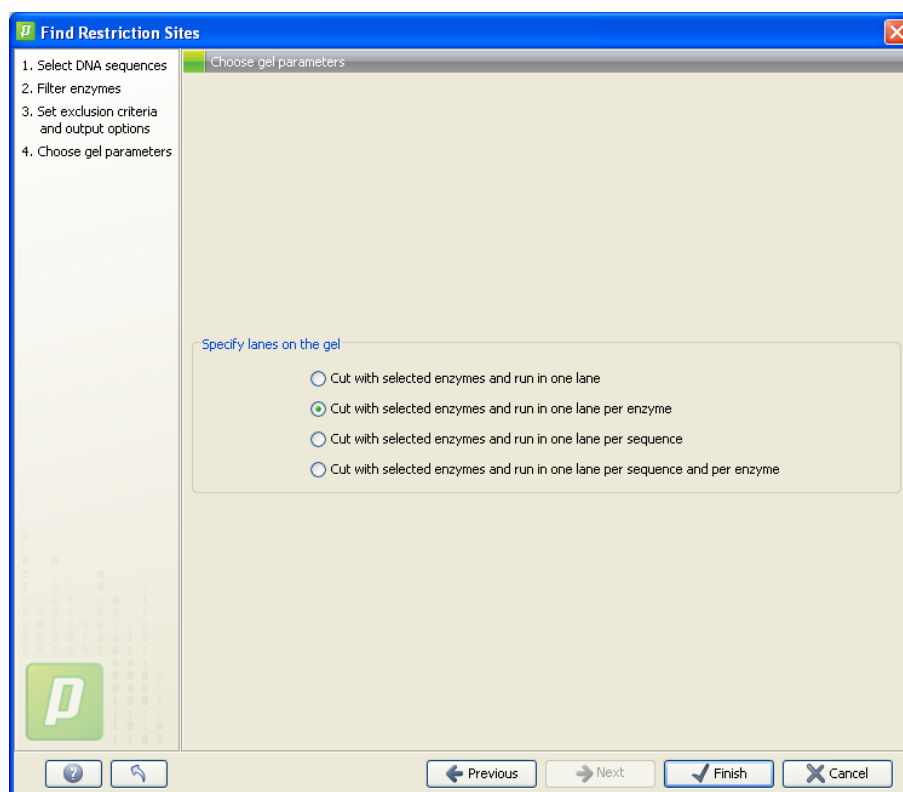 Find Restriction Sites
1. Select DNA sequences
2. Filter enzymes
3. Set exclusion criteria
and output options
4. Choose gel parameters
Choose gel parameters
Specify lanes on the gel
Cut with selected enzymes and run in one lane
Cut with selected enzymes and run in one lane per enzyme
Cut with selected enzymes and run in one lane per sequence
Cut with selected enzymes and run in one lane per sequence and per enzyme
Previous
Next
Finish
Cancel